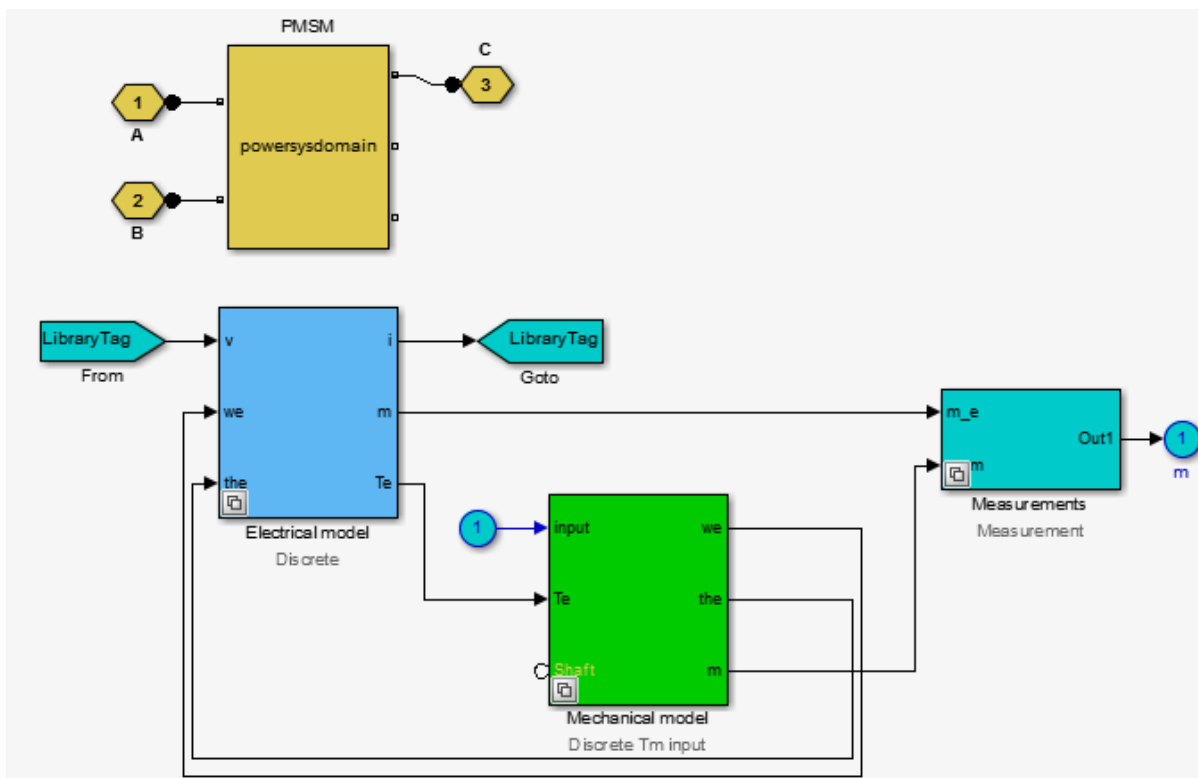 PMSM
C
3
1
A
powersysdomain
2
B
LibraryTag
From
v
we
the
i
m
Te
Electrical model
Discrete
LibraryTag
Goto
m_e
m
Out1
Measurements
Measurement
1
m
1
input
Te
Shaft
we
the
m
Mechanical model
Discrete Tm input